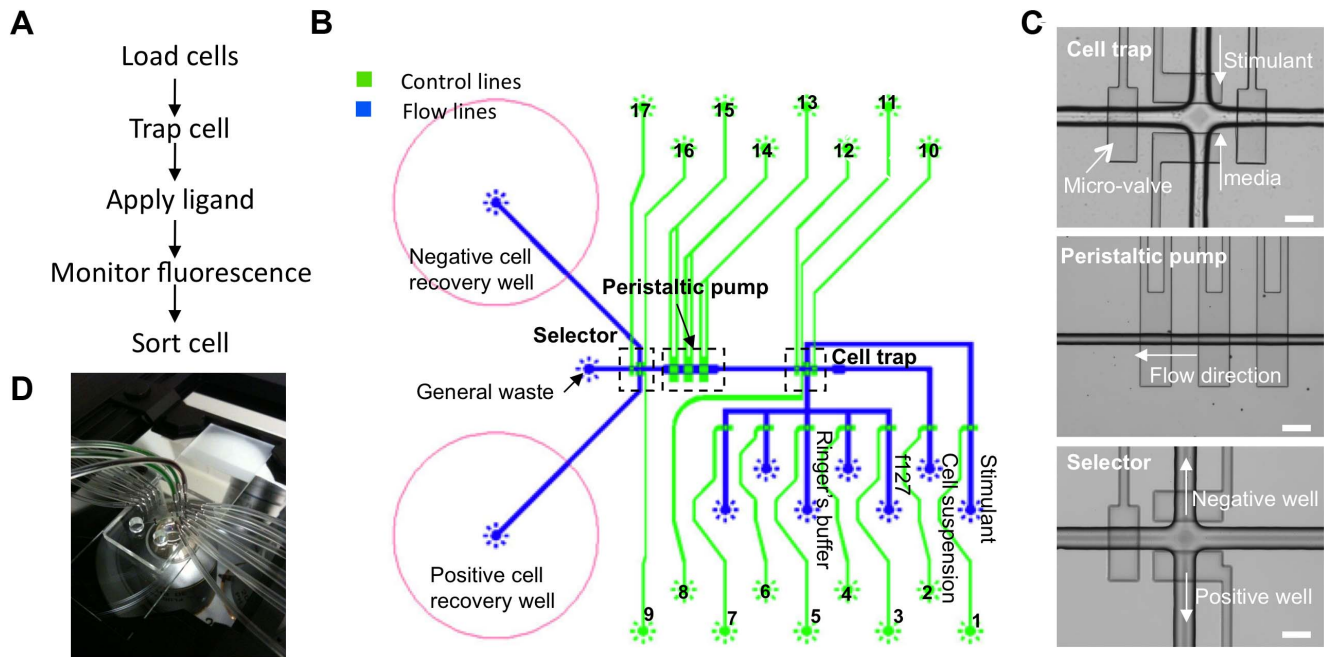 A
Load cells
Trap cell
Apply ligand
Monitor fluorescence
Sort cell
B
Control lines
Flow lines
17
15
13
11
16
14
12
10
Negative cell
recovery well
Peristaltic pump
Selector
Cell trap
General waste
Ringer's buffer
f127
Cell suspension
Stimulant
Positive cell
recovery well
9
8
7
6
5
4
3
2
1
C
Cell trap
Stimulant
Micro-valve
media
Peristaltic pump
Flow direction
Selector
Negative well
Positive well
D